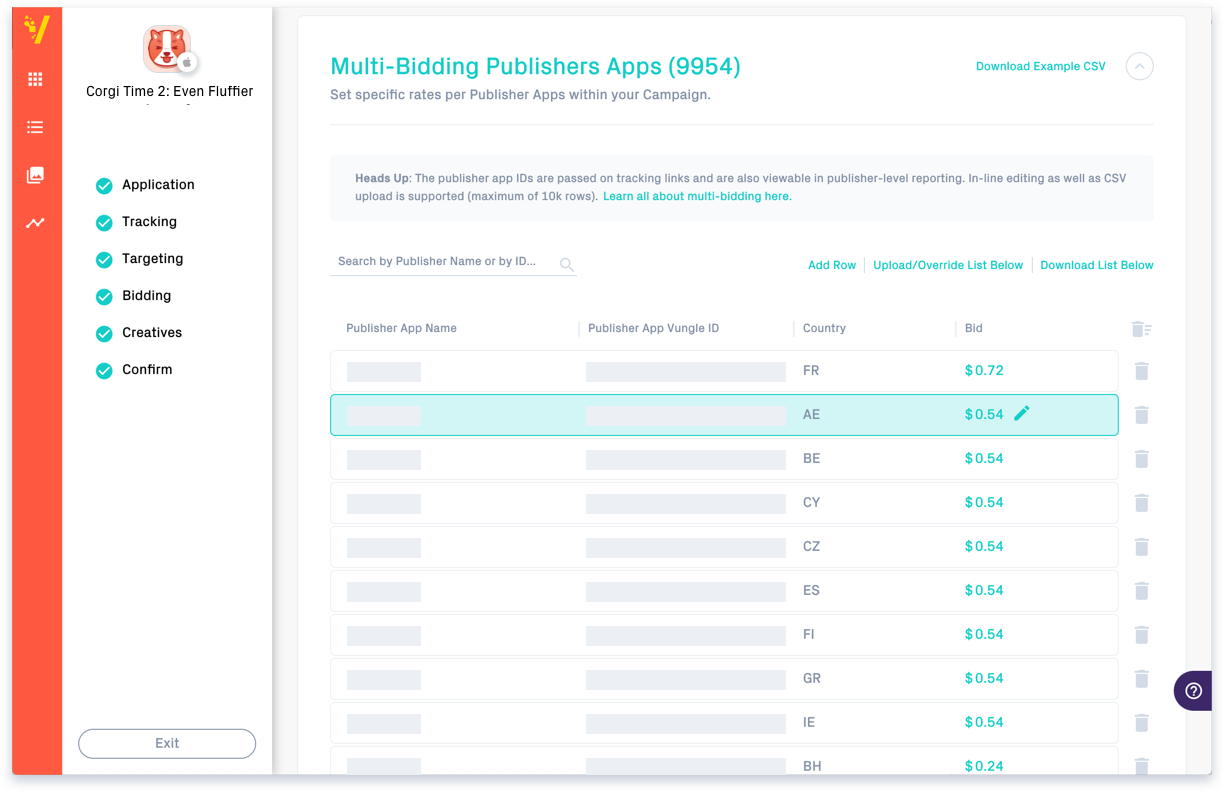 Corgi Time 2: Even Fluffier
Application
Tracking
Targeting
Bidding
Creatives
Confirm
Exit
Multi-Bidding Publishers Apps (9954)
Download Example CSV
Set specific rates per Publisher Apps within your Campaign.
Heads Up: The publisher app IDs are passed on tracking links and are also viewable in publisher-level reporting. In-line editing as well as CSV
upload is supported (maximum of 10k rows). Learn all about multi-bidding here.
Search by Publisher Name or by ID...
Add Row
Upload/Override List Below
Download List Below
Publisher App Name Publisher App Vungle ID Country Bid
FR $0.72
AE $0.54
BE $0.54
CY $0.54
CZ $0.54
ES $0.54
FI $0.54
GR $0.54
IE $0.54
BH $0.24